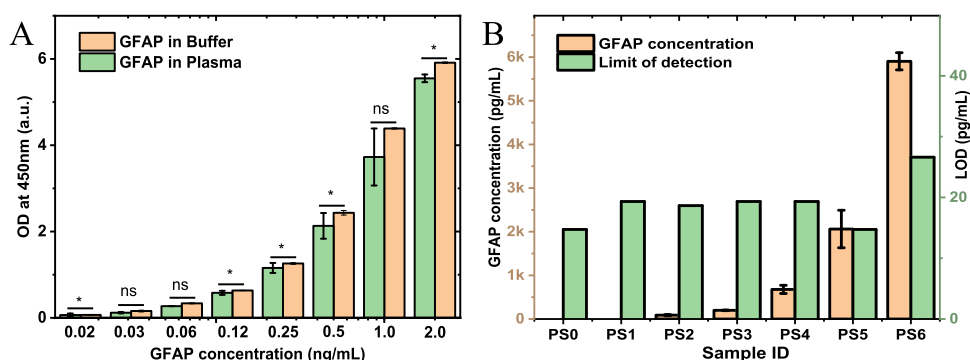 A
GFAP in Buffer
GFAP in Plasma
OD at 450nm (a.u.)
6
4
2
0
*
ns
ns
*
*
*
ns
*
0.02 0.03 0.06 0.12 0.25 0.5 1.0 2.0
GFAP concentration (ng/mL)
B
GFAP concentration
Limit of detection
GFAP concentration (pg/mL)
6k
5k
4k
3k
2k
1k
0
LOD (pg/mL)
40
20
0
PS0 PS1 PS2 PS3 PS4 PS5 PS6
Sample ID